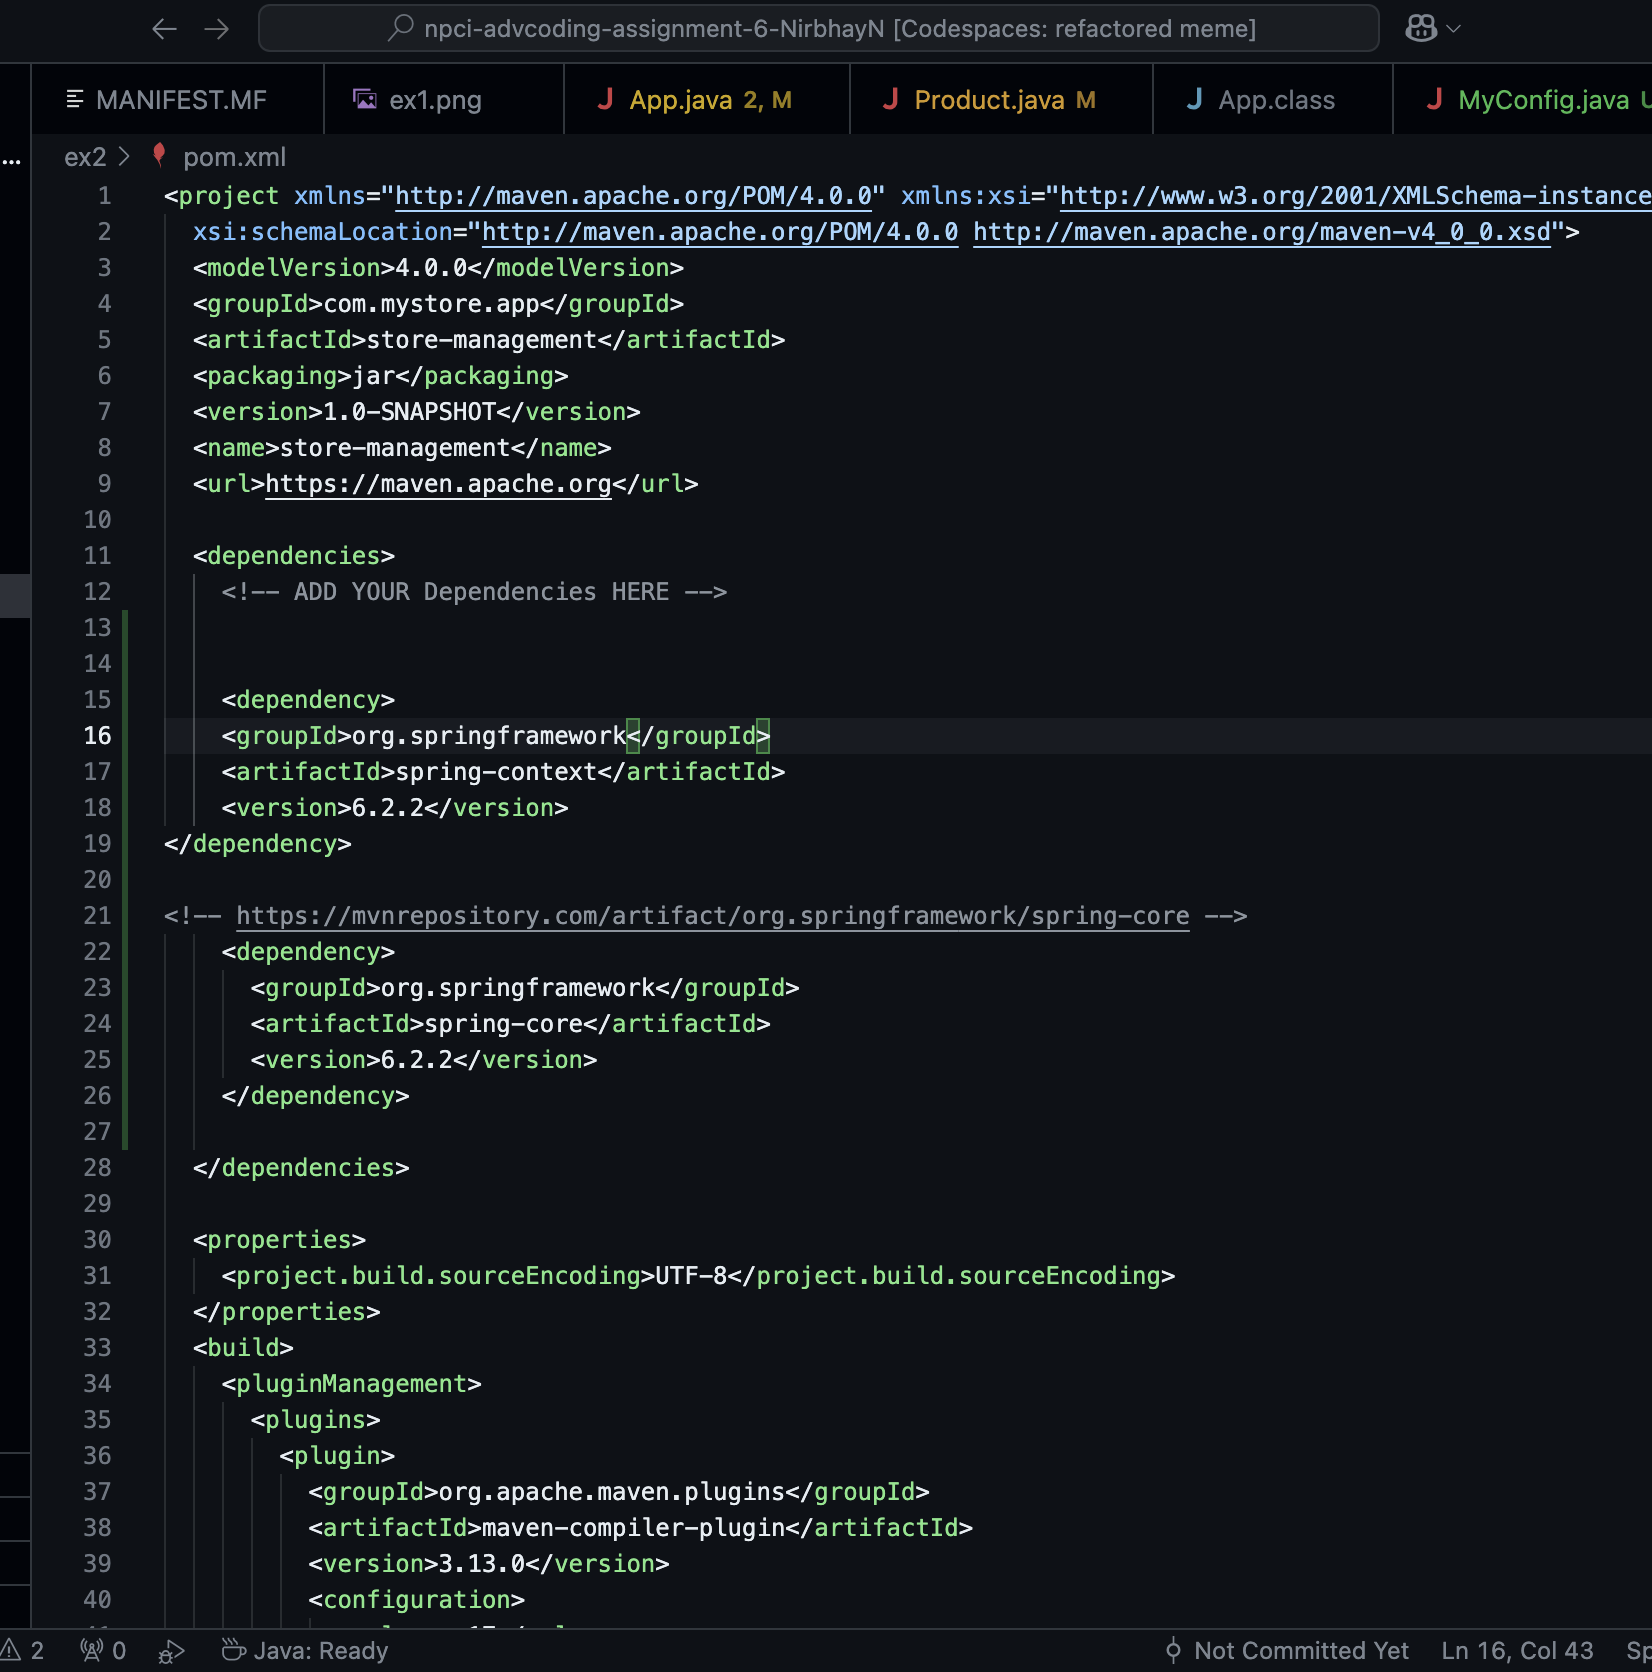 npci-advcoding-assignment-6-NirbhayN [Codespaces: refactored meme]
MANIFEST.MF
ex1.png
App.java 2, M
Product.java M
App.class
MyConfig.java
ex2 > pom.xml
1 <project xmlns="http://maven.apache.org/POM/4.0.0" xmlns:xsi="http://www.w3.org/2001/XMLSchema-instance
2 xsi:schemaLocation="http://maven.apache.org/POM/4.0.0 http://maven.apache.org/maven-v4_0_0.xsd">
3 <modelVersion>4.0.0</modelVersion>
4 <groupId>com.mystore.app</groupId>
5 <artifactId>store-management</artifactId>
6 <packaging>jar</packaging>
7 <version>1.0-SNAPSHOT</version>
8 <name>store-management</name>
9 <url>https://maven.apache.org</url>
10
11 <dependencies>
12 <!-- ADD YOUR Dependencies HERE -->
13
14
15 <dependency>
16 <groupId>org.springframework</groupId>
17 <artifactId>spring-context</artifactId>
18 <version>6.2.2</version>
19 </dependency>
20
21 <!-- https://mvnrepository.com/artifact/org.springframework/spring-core -->
22 <dependency>
23 <groupId>org.springframework</groupId>
24 <artifactId>spring-core</artifactId>
25 <version>6.2.2</version>
26 </dependency>
27
28 </dependencies>
29
30 <properties>
31 <project.build.sourceEncoding>UTF-8</project.build.sourceEncoding>
32 </properties>
33 <build>
34 <pluginManagement>
35 <plugins>
36 <plugin>
37 <groupId>org.apache.maven.plugins</groupId>
38 <artifactId>maven-compiler-plugin</artifactId>
39 <version>3.13.0</version>
40 <configuration>
2 0 Java: Ready Not Committed Yet Ln 16, Col 43